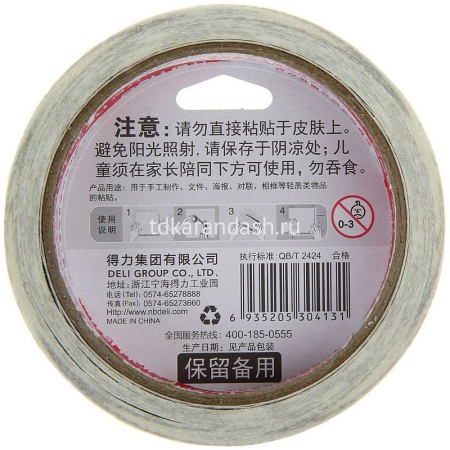 注意：请勿直接粘贴于皮肤上。
避免阳光照射，请保存于阴凉处；儿
童须在家长陪同下方可使用，勿吞食。
产品用途：用于手工制作、文件、海报、对联、相框等轻质类物品
的粘贴。
使用说明
1
2
3
4
0-3
tdkarandash.ru
得力集团有限公司
DELI GROUP CO., LTD.
地址：浙江宁海得力工业园
电话(Tel): 0574-65278888
传真(Fax): 0574-65273660
http://www.nbdeli.com
MADE IN CHINA
执行标准：QB/T 2424 合格
6935205304131
全国服务热线：400-185-0555
生产日期：见产品包装
保留备用